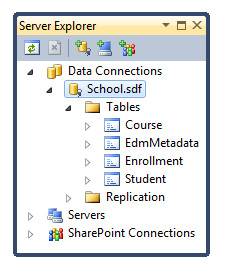 Server Explorer
Data Connections
School.sdf
Tables
Course
EdmMetadata
Enrollment
Student
Replication
Servers
SharePoint Connections